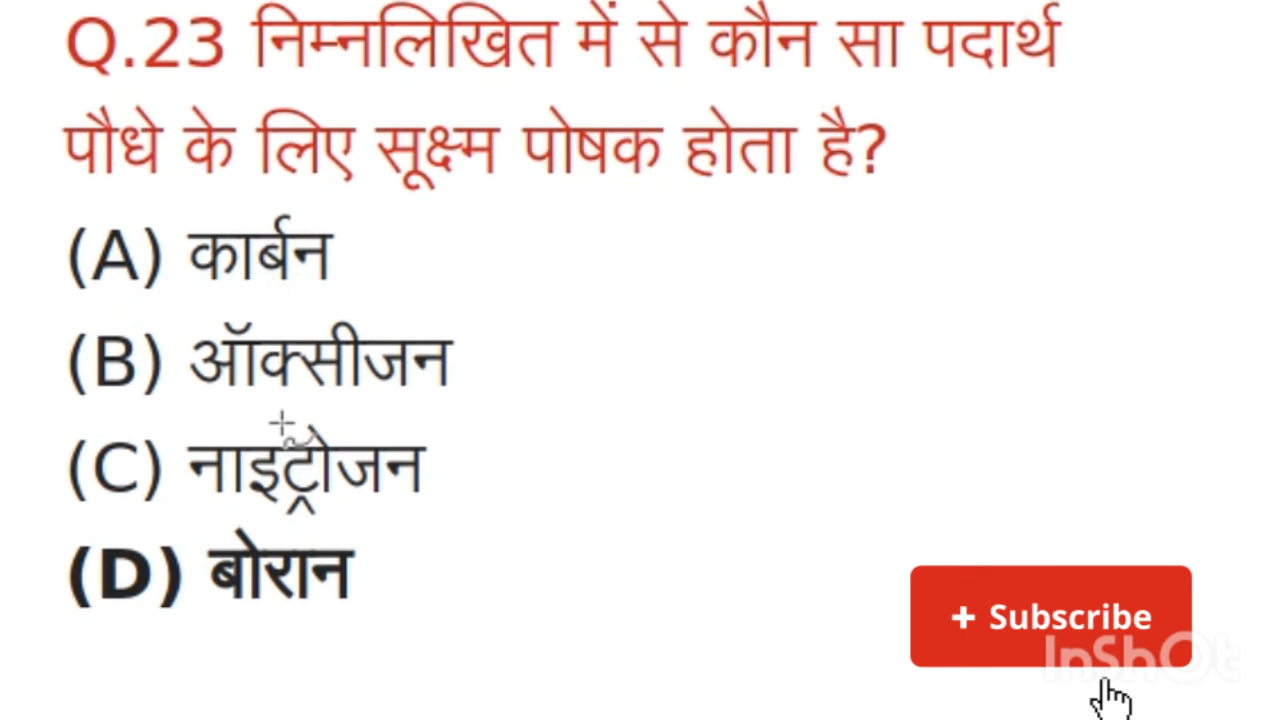 Q.23 निम्नलिखित में से कौन सा पदार्थ
पौधे के लिए सूक्ष्म पोषक होता है?
(A) कार्बन
(B) ऑक्सीजन
(C) नाइट्रोजन
(D) बोरान
+ Subscribe
InShOt